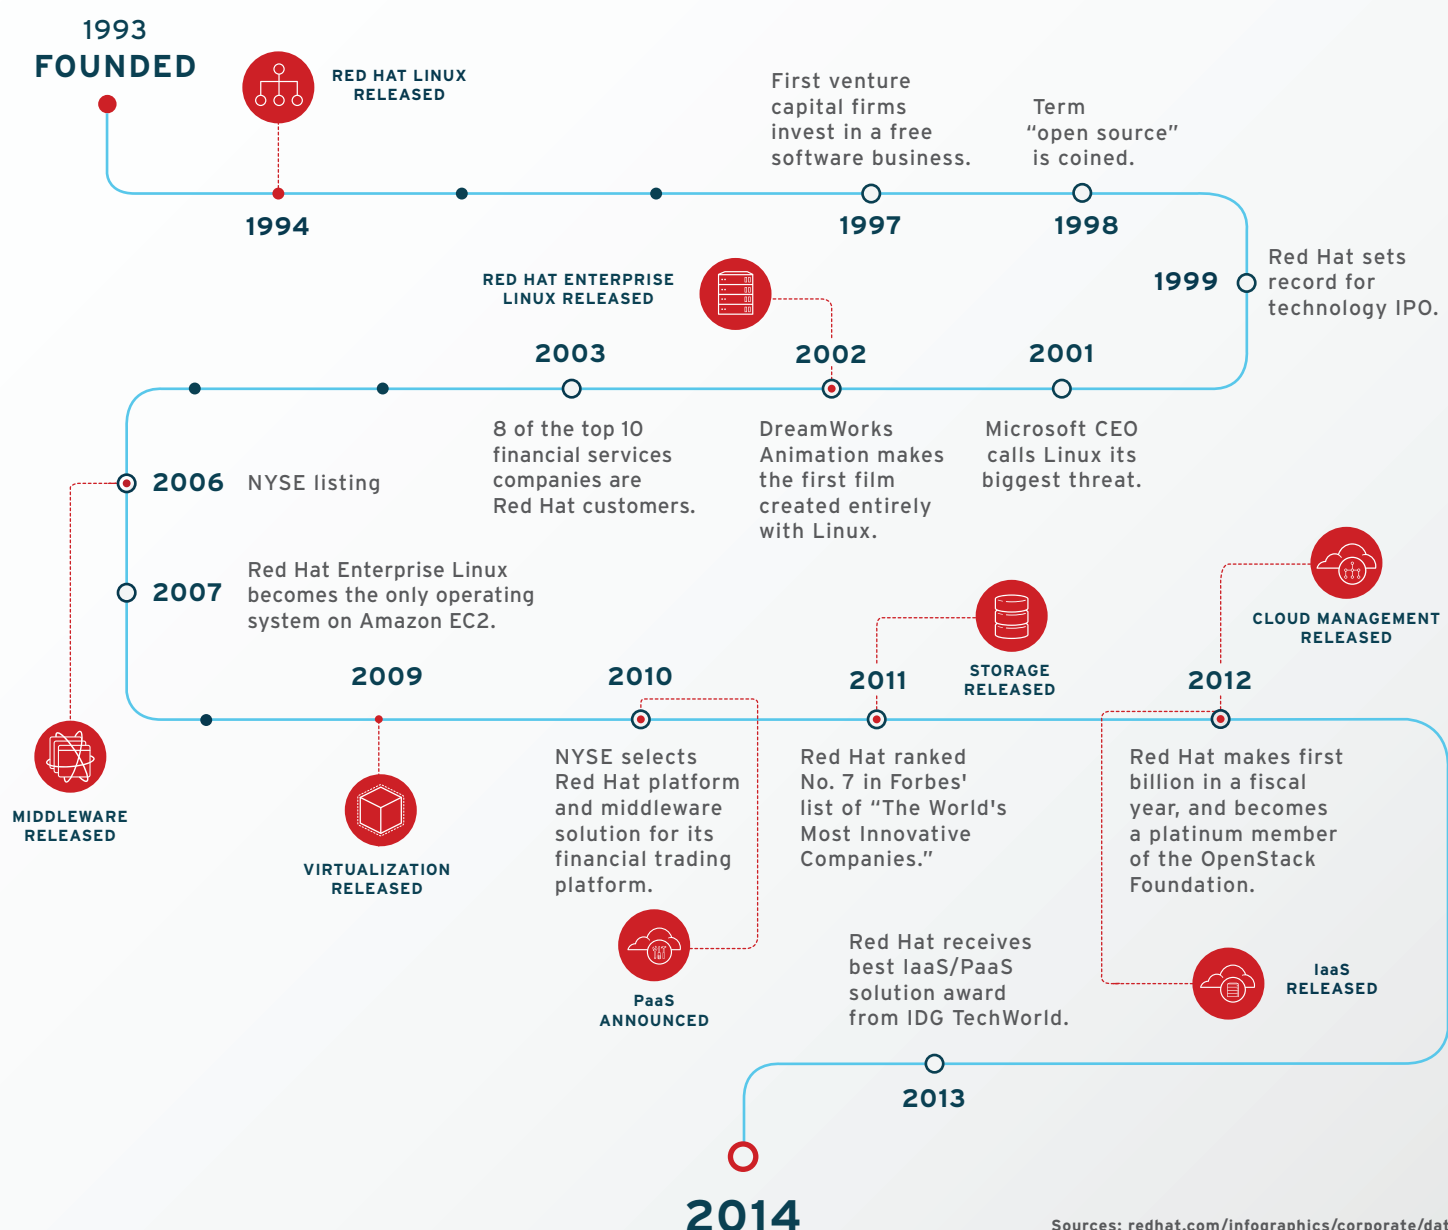 1993
FOUNDED
RED HAT LINUX
RELEASED
1994
First venture
capital firms
invest in a free
software business.
1997
Term
“open source”
is coined.
1998
1999
Red Hat sets
record for
technology IPO.
2001
Microsoft CEO
calls Linux its
biggest threat.
RED HAT ENTERPRISE
LINUX RELEASED
2002
DreamWorks
Animation makes
the first film
created entirely
with Linux.
2003
8 of the top 10
financial services
companies are
Red Hat customers.
2006
NYSE listing
MIDDLEWARE
RELEASED
2007
Red Hat Enterprise Linux
becomes the only operating
system on Amazon EC2.
2009
VIRTUALIZATION
RELEASED
2010
NYSE selects
Red Hat platform
and middleware
solution for its
financial trading
platform.
PaaS
ANNOUNCED
2011
STORAGE
RELEASED
Red Hat ranked
No. 7 in Forbes'
list of “The World's
Most Innovative
Companies.”
2012
CLOUD MANAGEMENT
RELEASED
Red Hat makes first
billion in a fiscal
year, and becomes
a platinum member
of the OpenStack
Foundation.
IaaS
RELEASED
Red Hat receives
best IaaS/PaaS
solution award
from IDG TechWorld.
2013
2014
Sources: redhat.com/infographics/corporate/dat